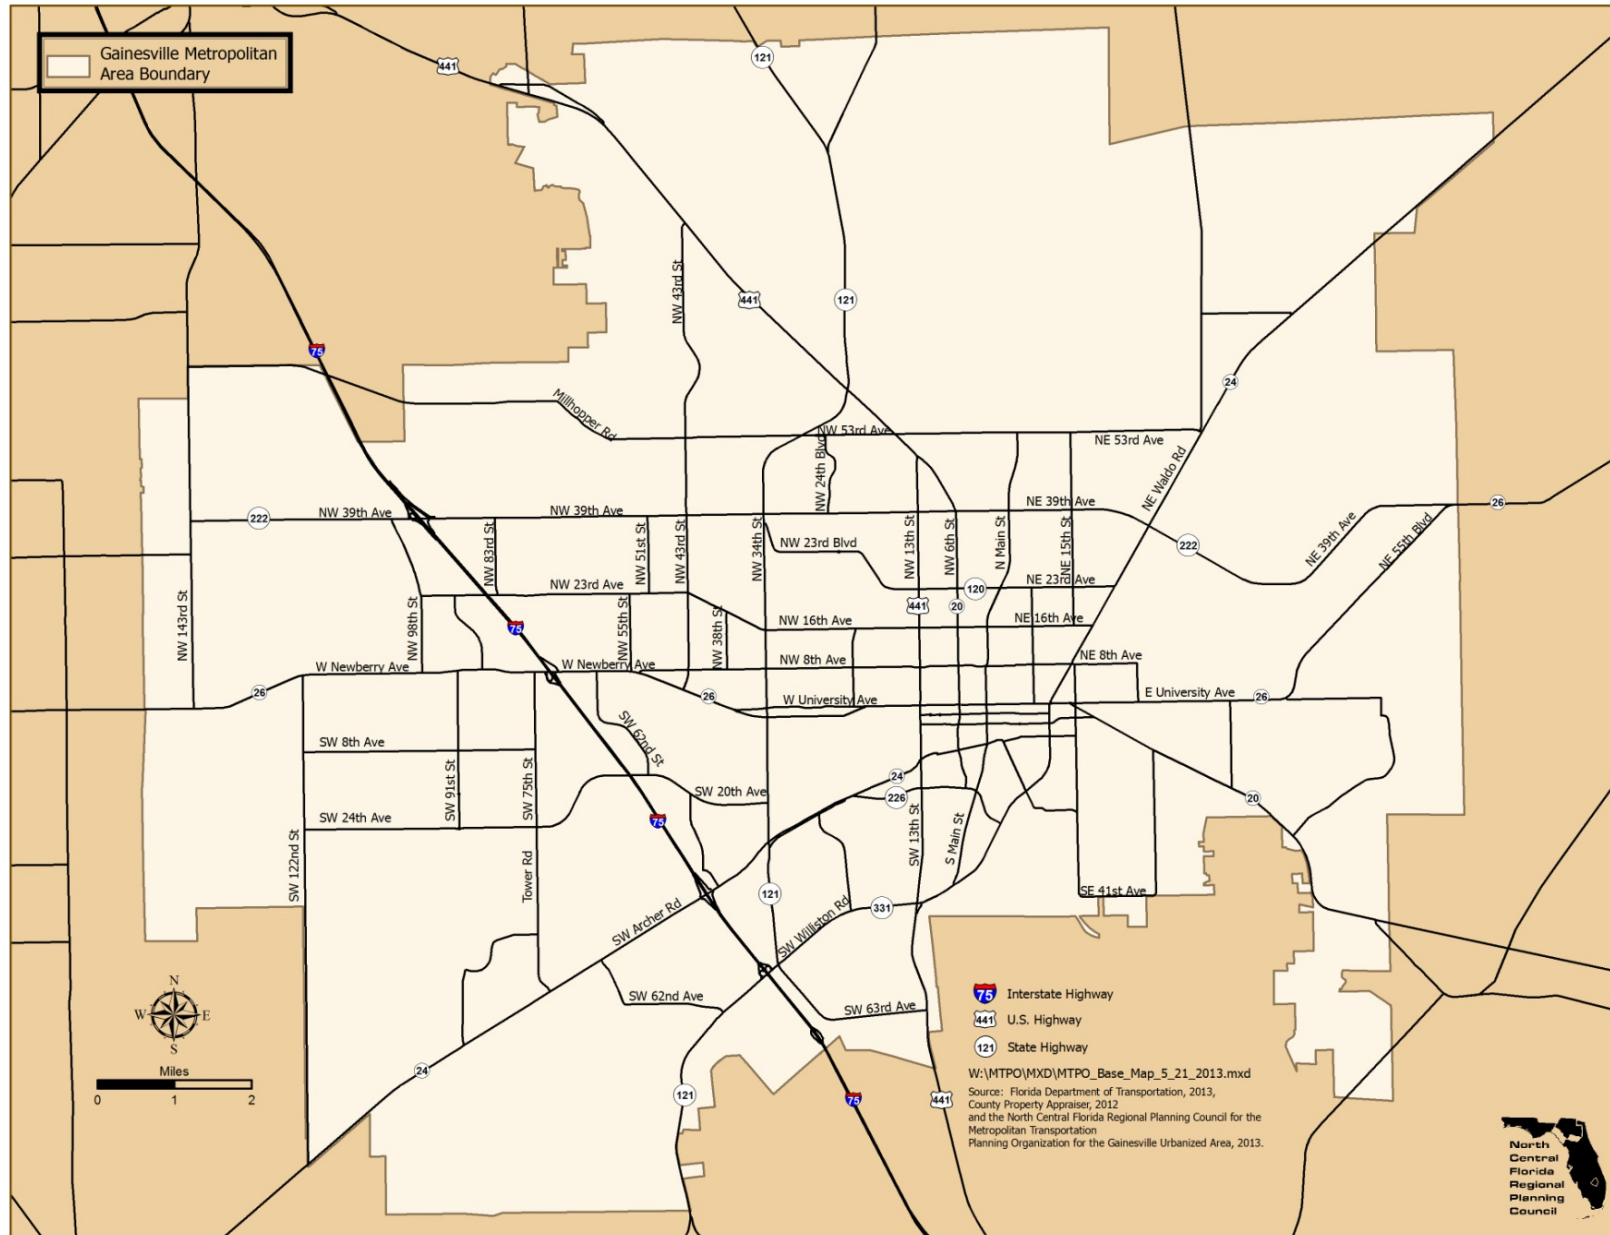 Gainesville Metropolitan
Area Boundary
441
121
NW 43rd St
441
121
75
24
Millhopper Rd
NW 53rd Ave
NE 53rd Ave
NW 24th Blvd
NE Waldo Rd
222
NW 39th Ave
NW 39th Ave
NE 39th Ave
26
NE 39th Ave
NE 55th Blvd
222
NW 83rd St
NW 51st St
NW 43rd St
NW 34th St
NW 23rd Blvd
NW 13th St
NW 6th St
N Main St
NE 15th St
NW 143rd St
NW 98th St
NW 23rd Ave
NW 55th St
NW 38th St
120
NE 23rd Ave
441
20
75
NW 16th Ave
NE 16th Ave
W Newberry Ave
W Newberry Ave
NW 8th Ave
NE 8th Ave
26
26
W University Ave
E University Ave
26
SW 62nd St
SW 8th Ave
SW 91st St
SW 75th St
24
SW 20th Ave
226
20
SW 24th Ave
75
SW 13th St
S Main St
SW 122nd St
Tower Rd
121
SE 41st Ave
SW Archer Rd
SW Williston Rd
331
N
W E
S
SW 62nd Ave
SW 63rd Ave
75 Interstate Highway
441 U.S. Highway
121 State Highway
Miles
0 1 2
24
121
75
441
W:\MTPO\MXD\MTPO_Base_Map_5_21_2013.mxd
Source: Florida Department of Transportation, 2013,
County Property Appraiser, 2012
and the North Central Florida Regional Planning Council for the
Metropolitan Transportation
Planning Organization for the Gainesville Urbanized Area, 2013.
North
Central
Florida
Regional
Planning
Council